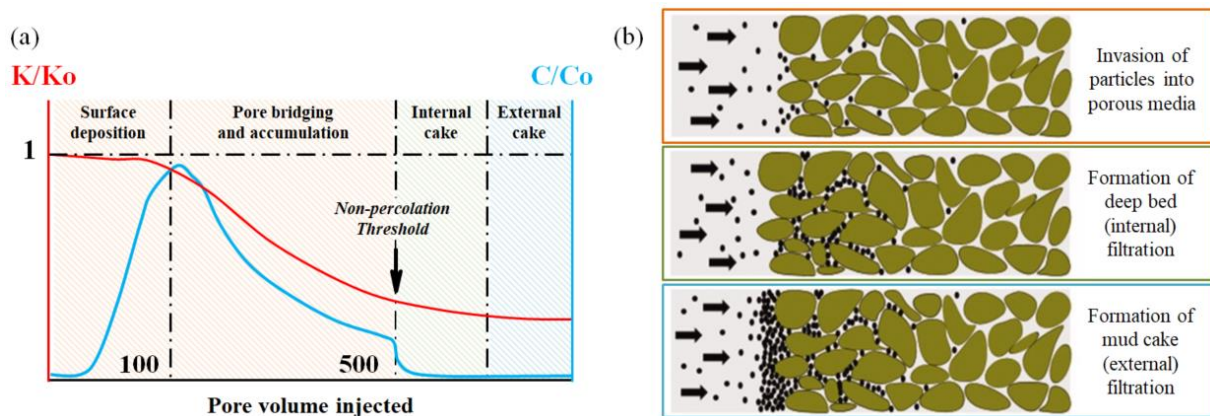 (a)
K/Ko
C/Co
Surface
deposition
Pore bridging
and accumulation
Internal
cake
External
cake
1
Non-percolation
Threshold
100
500
Pore volume injected
(b)
Invasion of
particles into
porous media
Formation of
deep bed
(internal)
filtration
Formation of
mud cake
(external)
filtration